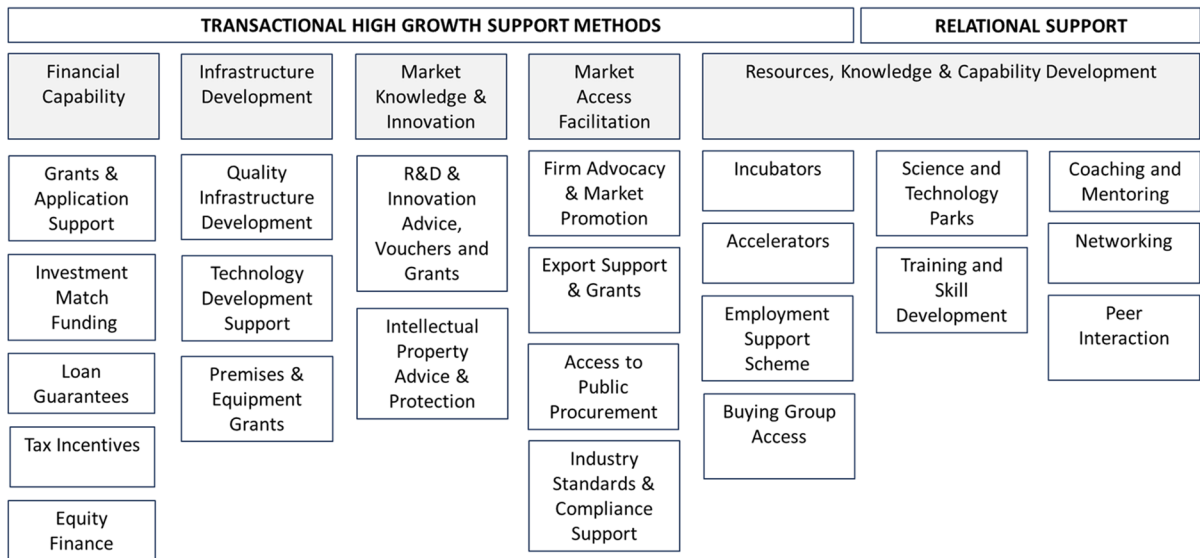 TRANSACTIONAL HIGH GROWTH SUPPORT METHODS
RELATIONAL SUPPORT
Financial
Capability
Infrastructure
Development
Market
Knowledge &
Innovation
Market
Access
Facilitation
Resources, Knowledge & Capability Development
Grants &
Application
Support
Investment
Match
Funding
Loan
Guarantees
Tax Incentives
Equity
Finance
Quality
Infrastructure
Development
Technology
Development
Support
Premises &
Equipment
Grants
R&D &
Innovation
Advice,
Vouchers and
Grants
Intellectual
Property
Advice &
Protection
Firm Advocacy
& Market
Promotion
Export Support
& Grants
Access to
Public
Procurement
Industry
Standards &
Compliance
Support
Incubators
Accelerators
Employment
Support
Scheme
Buying Group
Access
Science and
Technology
Parks
Training and
Skill
Development
Coaching and
Mentoring
Networking
Peer
Interaction